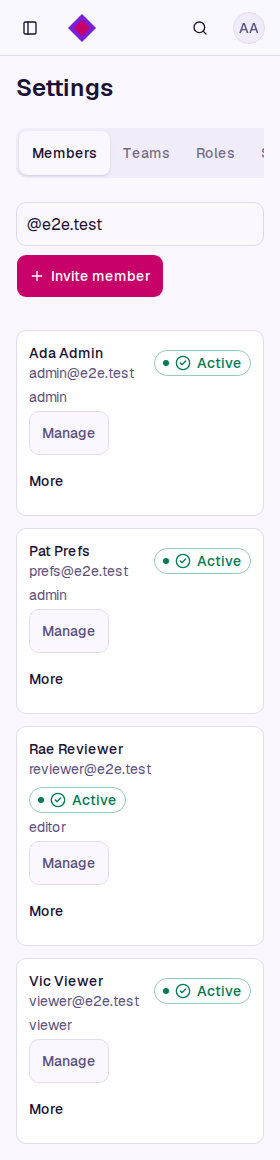 AA
Settings
Members Teams Roles
@e2e.test
+ Invite member
Ada Admin
admin@e2e.test
Active
admin
Manage
More
Pat Prefs
prefs@e2e.test
Active
admin
Manage
More
Rae Reviewer
reviewer@e2e.test
Active
editor
Manage
More
Vic Viewer
viewer@e2e.test
Active
viewer
Manage
More